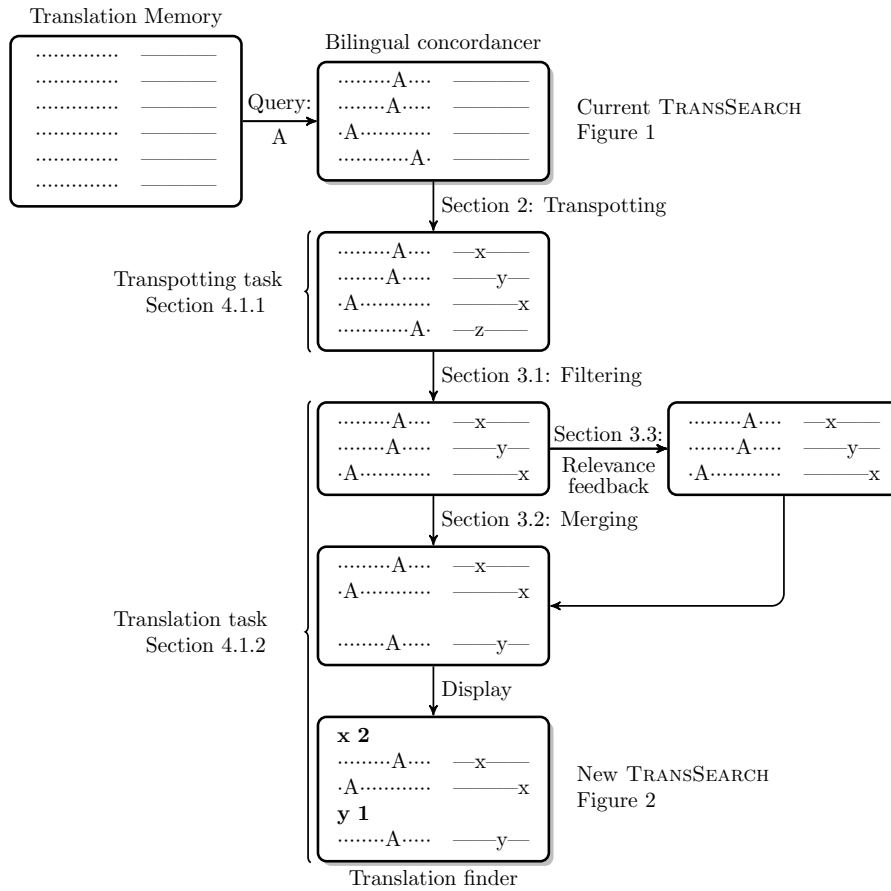 Translation Memory
Bilingual concordancer
Query:
A
.........A....
........A.....
.A............
............A.
Current TRANSSEARCH
Figure 1
Section 2: Transpotting
Transpotting task
Section 4.1.1
.........A.... —x——
........A..... ——y—
.A............ ———x
............A. —z——
Section 3.1: Filtering
.........A.... —x——
........A..... ——y—
.A............ ———x
Section 3.3:
Relevance
feedback
.........A.... —x——
........A..... ——y—
.A............ ———x
Section 3.2: Merging
Translation task
Section 4.1.2
.........A.... —x——
.A............ ———x
........A..... ——y—
Display
x 2
.........A.... —x——
.A............ ———x
y 1
........A..... ——y—
New TRANSSEARCH
Figure 2
Translation finder